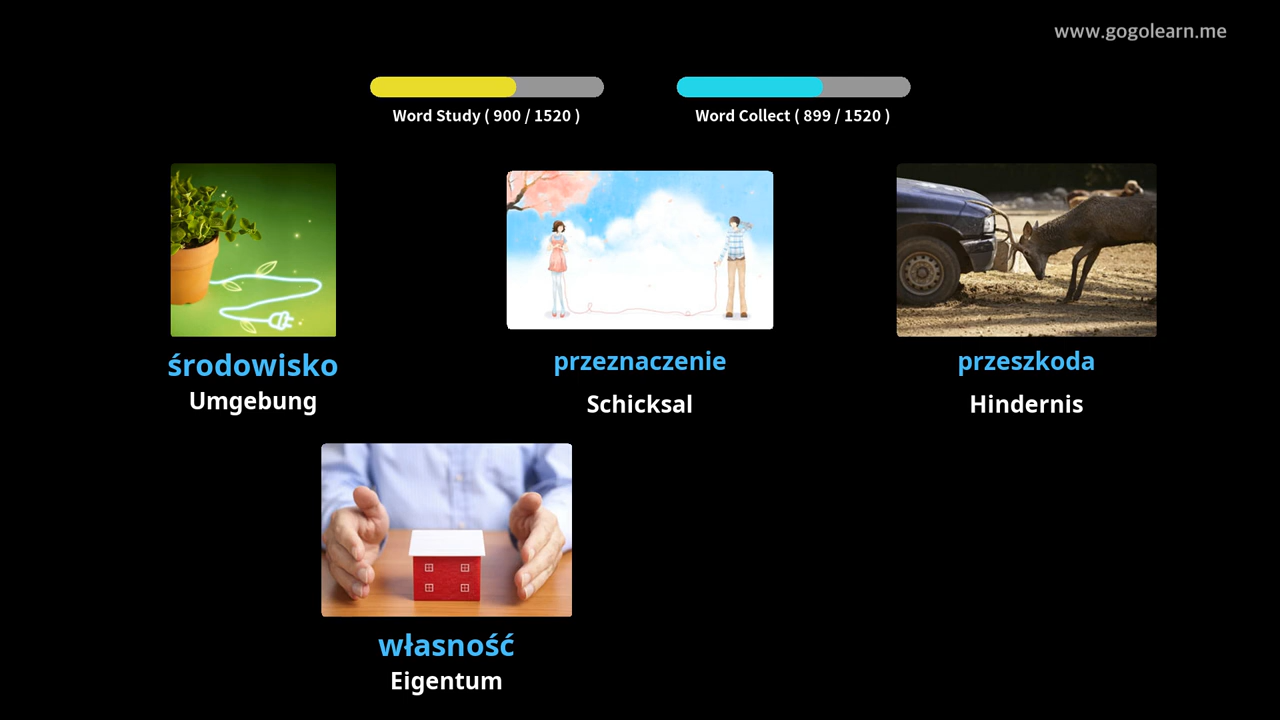 www.gogolearn.me
Word Study ( 900 / 1520 )
Word Collect ( 899 / 1520 )
środowisko
Umgebung
przeznaczenie
Schicksal
przeszkoda
Hindernis
własność
Eigentum